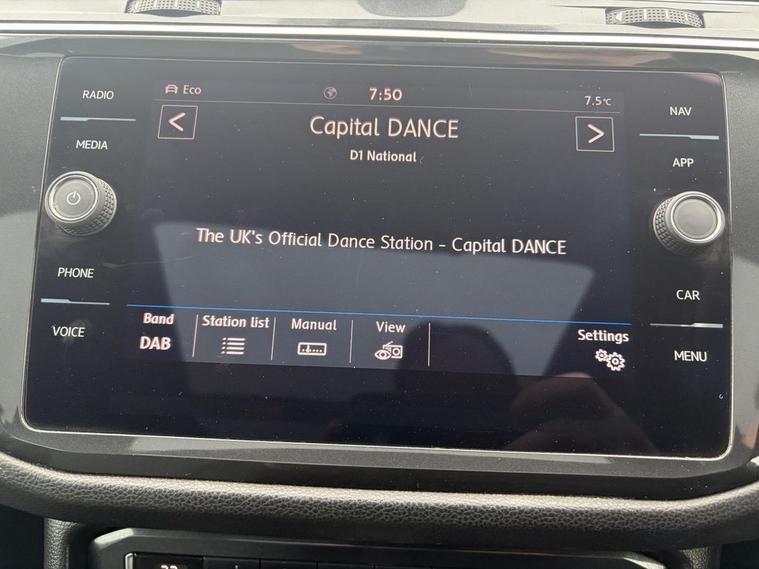 RADIO
MEDIA
PHONE
VOICE
Eco
7:50
7.5°C
Capital DANCE
D1 National
The UK's Official Dance Station - Capital DANCE
Band
DAB
Station list
Manual
View
Settings
NAV
APP
CAR
MENU